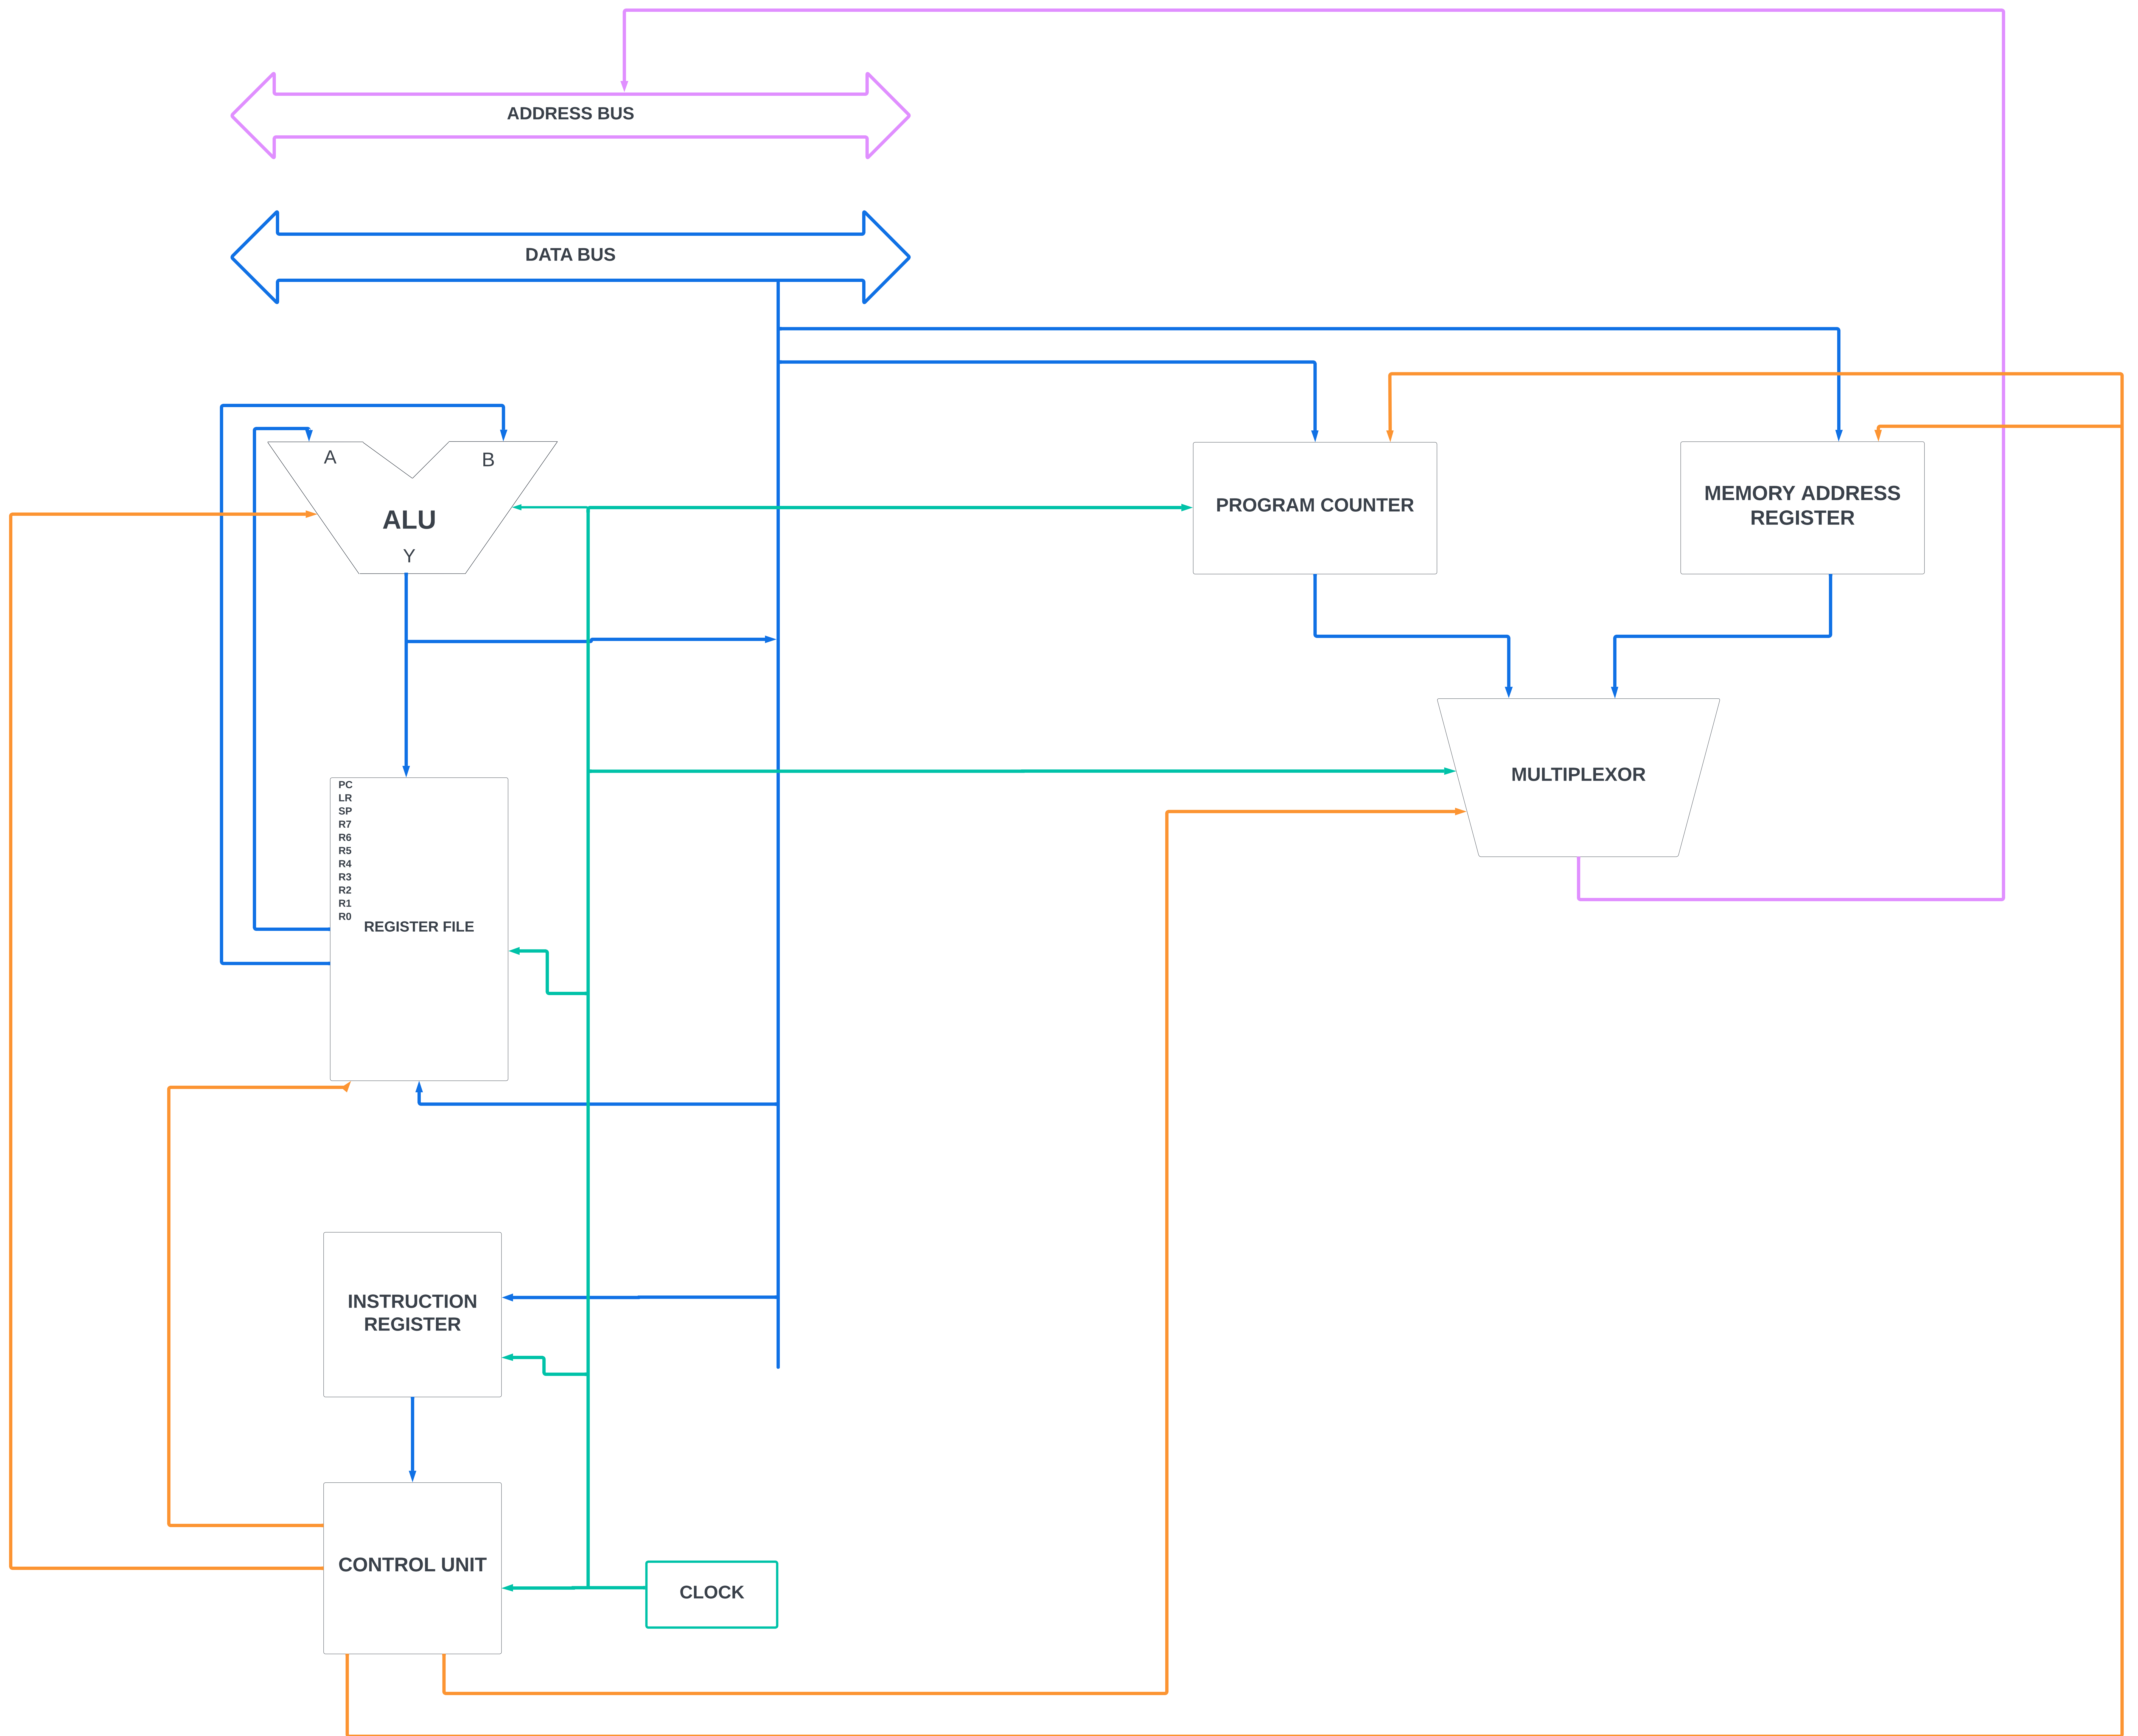 ADDRESS BUS
DATA BUS
A
B
ALU
Y
PROGRAM COUNTER
MEMORY ADDRESS
REGISTER
MULTIPLEXOR
PC
LR
SP
R7
R6
R5
R4
R3
R2
R1
R0
REGISTER FILE
INSTRUCTION
REGISTER
CONTROL UNIT
CLOCK